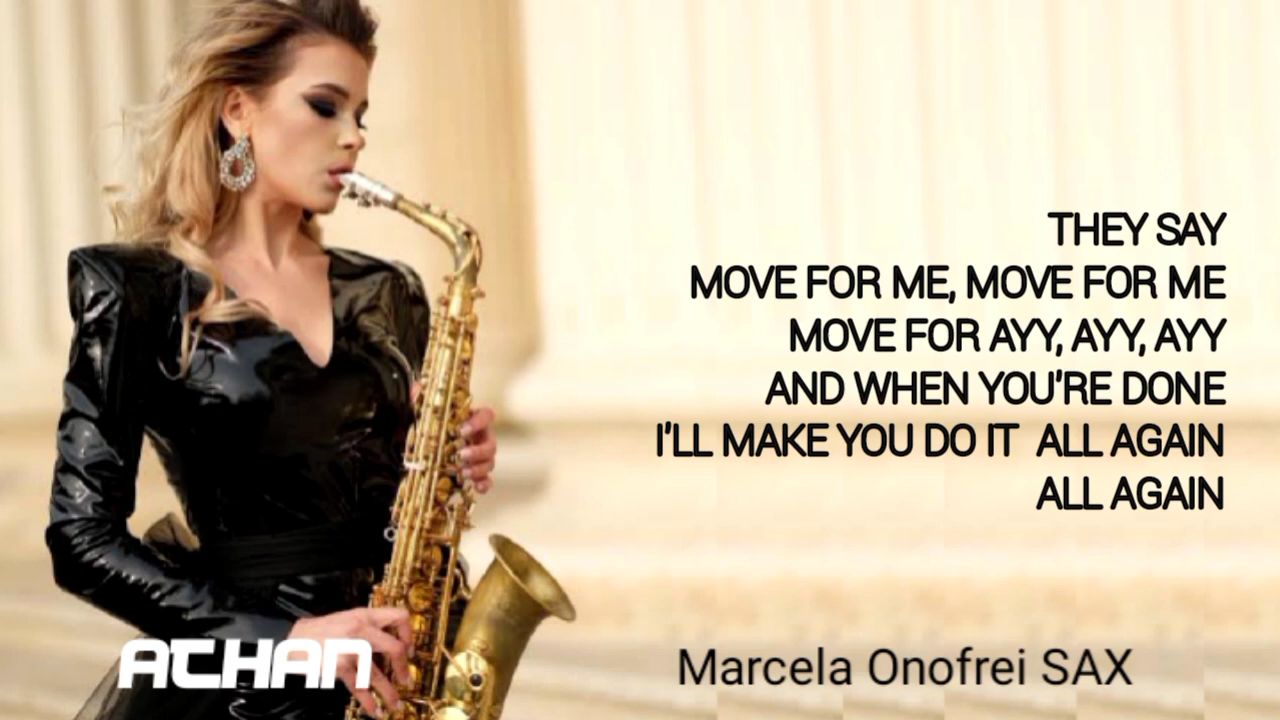 THEY SAY
MOVE FOR ME, MOVE FOR ME
MOVE FOR AYY, AYY, AYY
AND WHEN YOU'RE DONE
I'LL MAKE YOU DO IT ALL AGAIN
ALL AGAIN
ATHAN
Marcela Onofrei SAX